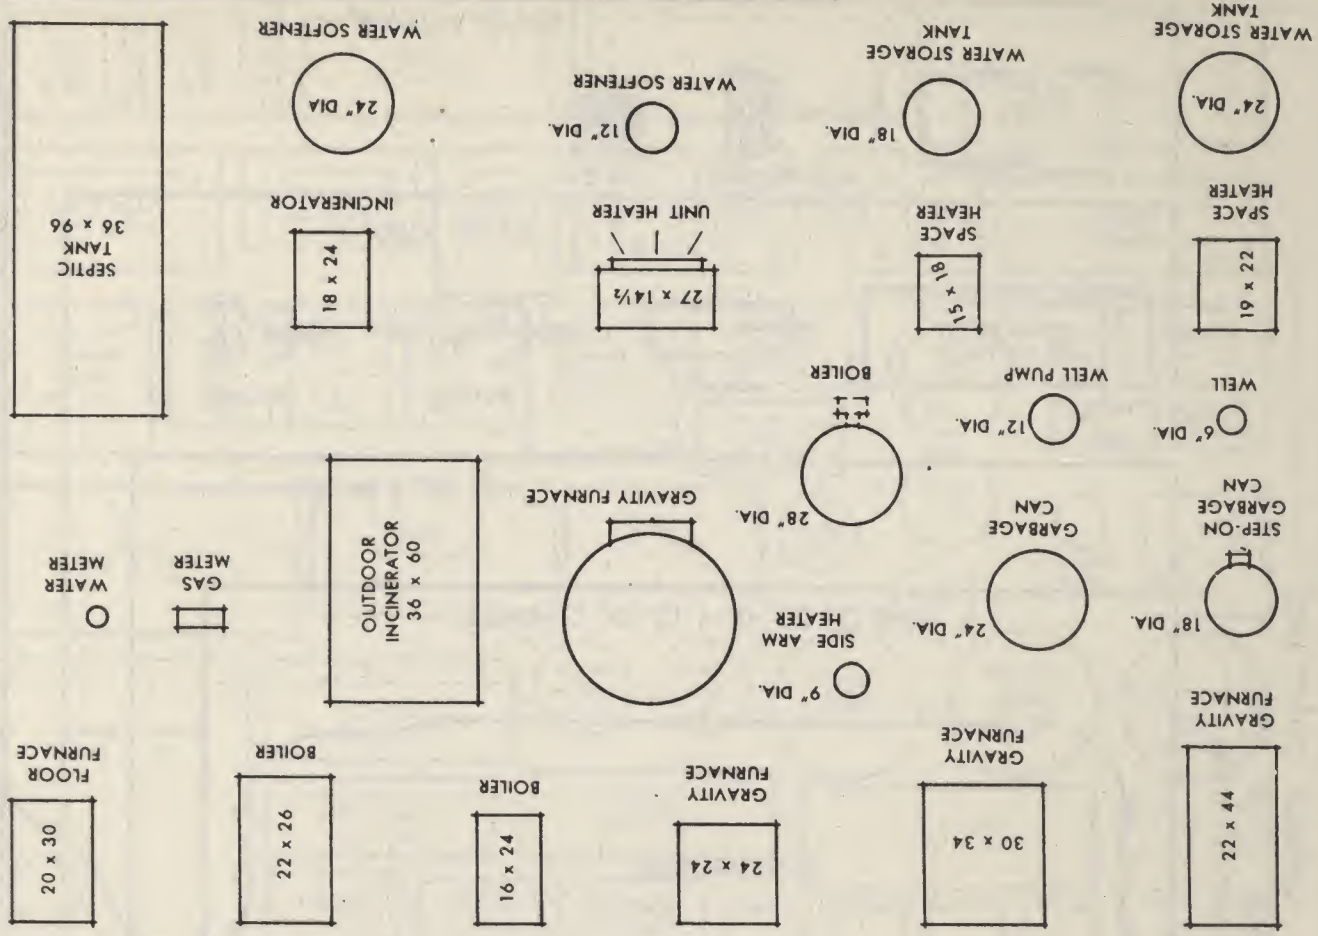 22 x 44
GRAVITY
FURNACE
30 x 34
GRAVITY
FURNACE
24 x 24
GRAVITY
FURNACE
16 x 24
BOILER
22 x 26
BOILER
20 x 30
FLOOR
FURNACE
18" DIA.
STEP-ON
GARBAGE
CAN
24" DIA.
GARBAGE
CAN
9" DIA.
SIDE ARM
HEATER
GRAVITY FURNACE
28" DIA.
BOILER
OUTDOOR
INCINERATOR
36 x 60
GAS
METER
WATER
METER
6" DIA.
WELL
12" DIA.
WELL PUMP
19 x 22
SPACE
HEATER
15 x 18
SPACE
HEATER
27 x 14½
UNIT HEATER
18 x 24
INCINERATOR
SEPTIC
TANK
36 x 96
24" DIA.
WATER STORAGE
TANK
18" DIA.
WATER STORAGE
TANK
12" DIA.
WATER SOFTENER
24" DIA
WATER SOFTENER